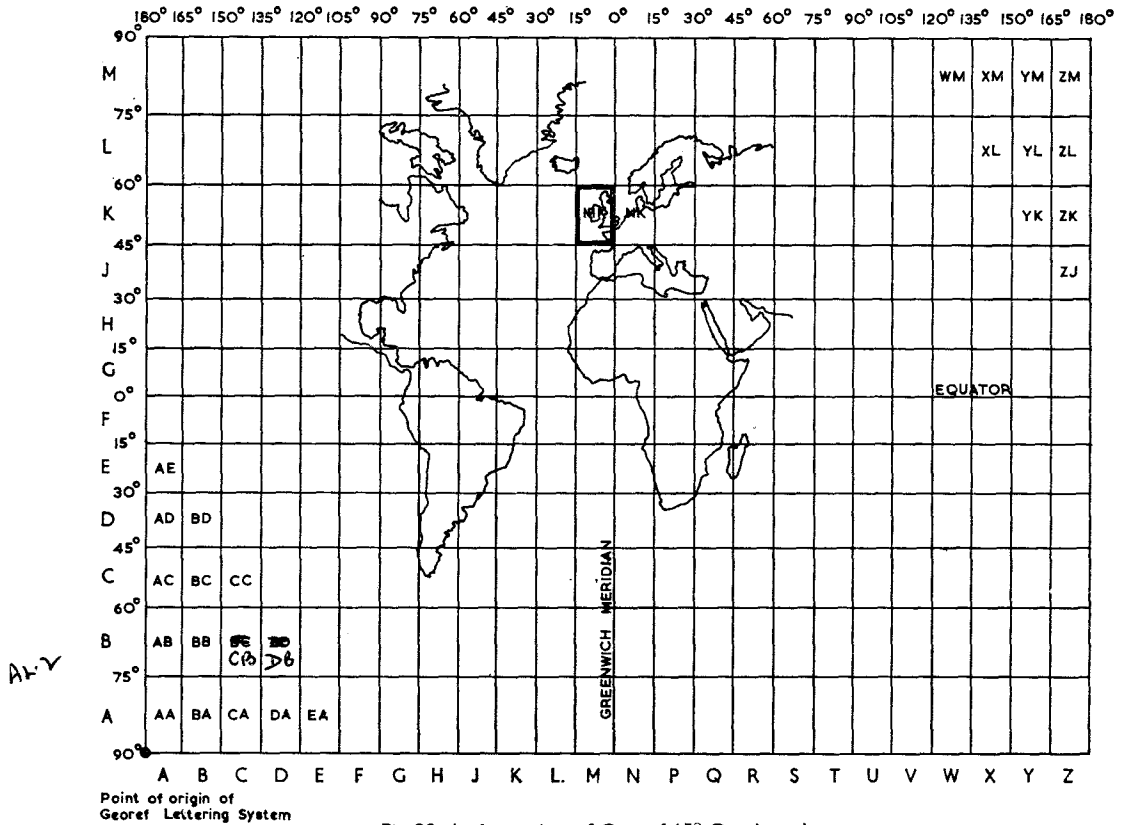 180° 165° 150° 135° 120° 105° 90° 75° 60° 45° 30° 15° 0° 15° 30° 45° 60° 75° 90° 105° 120° 135° 150° 165° 180°
90°
M WM XM YM ZM
75°
L XL YL ZL
60°
K NK YK ZK
45°
J ZJ
30°
H
15°
G
0° EQUATOR
F
15°
E AE
30°
D AD BD
45°
C AC BC CC
60°
B AB BB
CB DB
75°
A AA BA CA DA EA
90°
GREENWICH MERIDIAN
A B C D E F G H J K L. M N P Q R S T U V W X Y Z
Point of origin of
Georef Lettering System